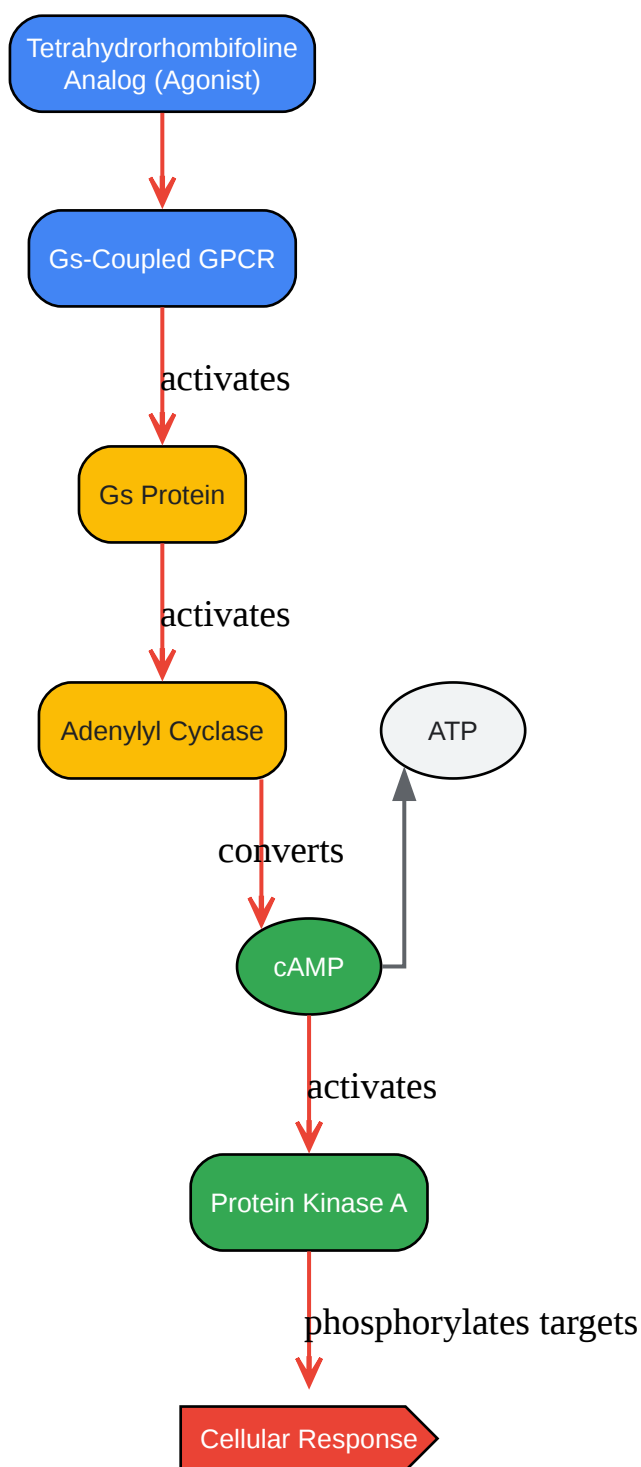 Tetrahydrorhombifoline
Analog (Agonist)
Gs-Coupled GPCR
activates
Gs Protein
activates
Adenylyl Cyclase
ATP
converts
cAMP
activates
Protein Kinase A
phosphorylates targets
Cellular Response